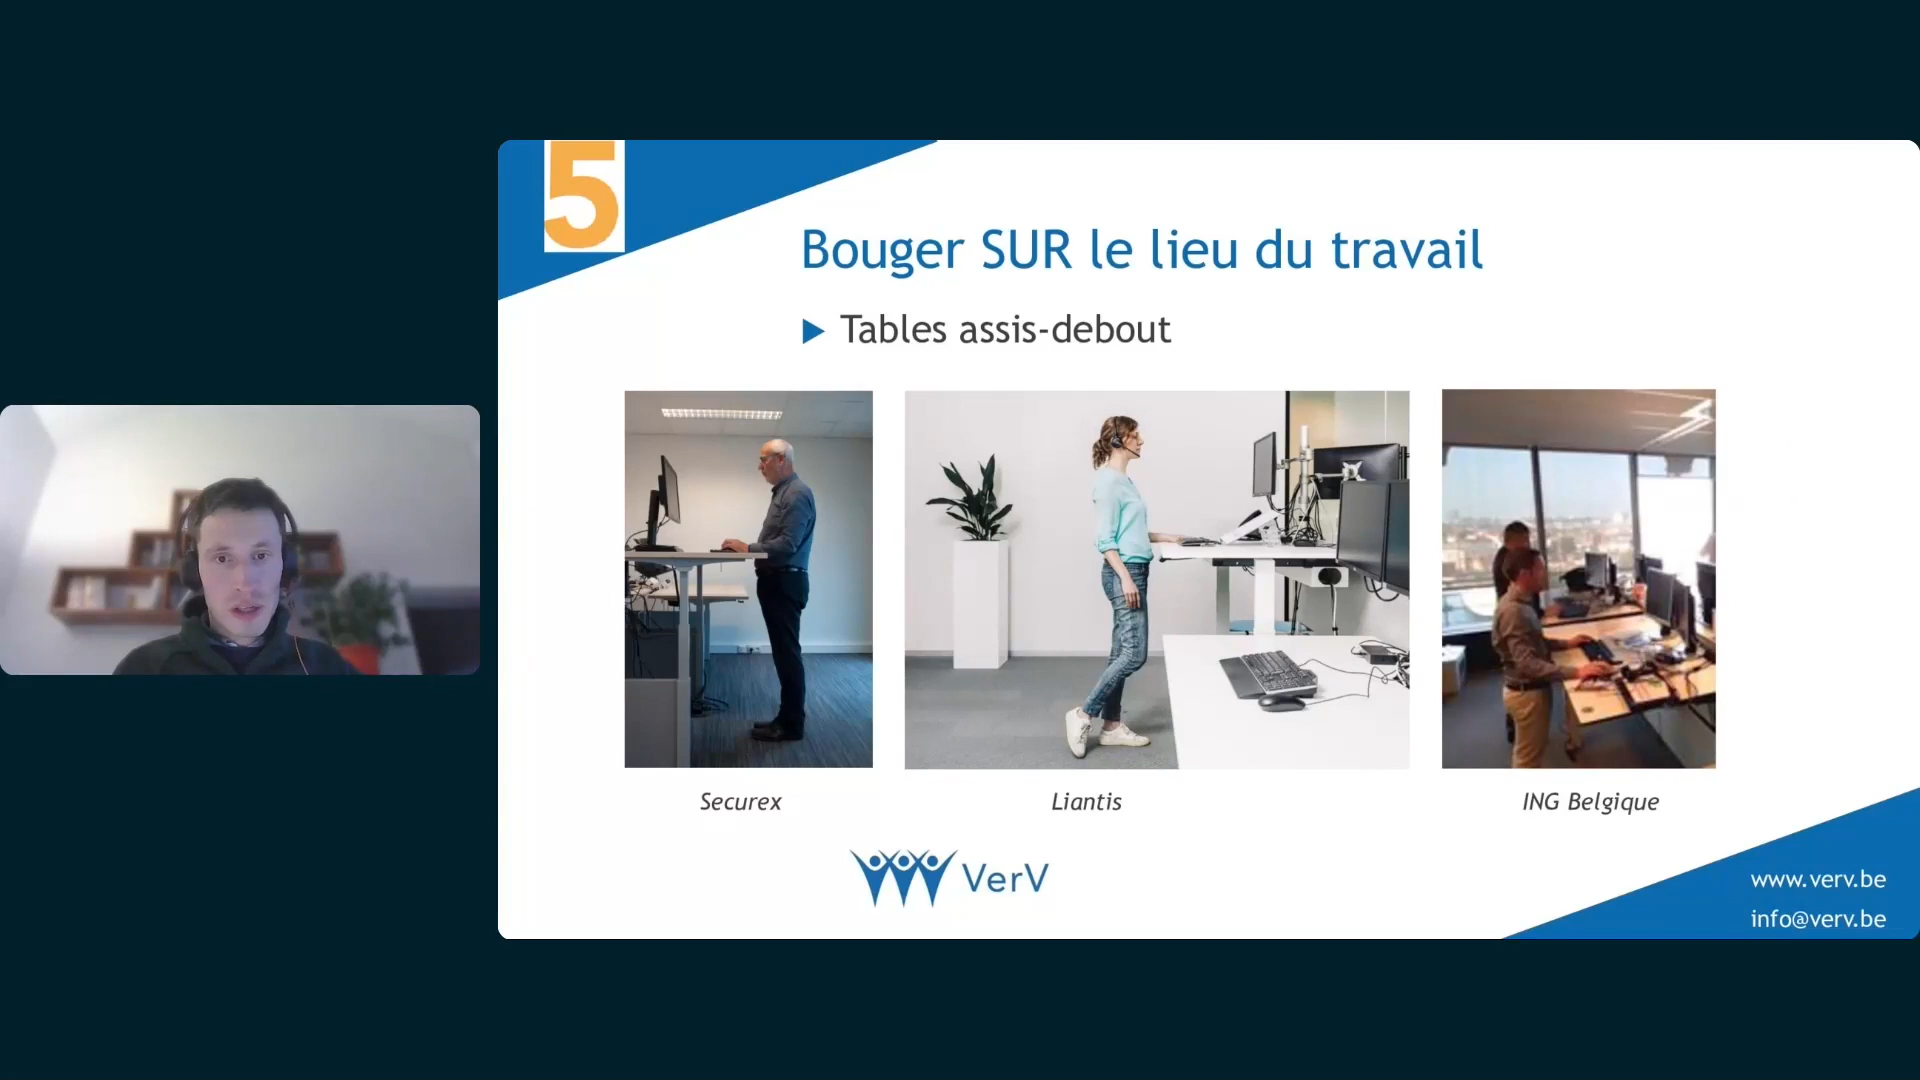 5
Bouger SUR le lieu du travail
Tables assis-debout
Securex
Liantis
ING Belgique
VerV
www.verv.be
info@verv.be